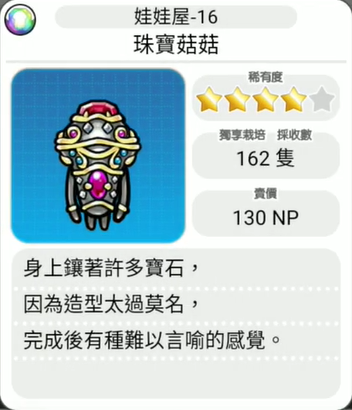 娃娃屋-16
珠寶菇菇
稀有度
獨享栽培 採收數
162 隻
賣價
130 NP
身上鑲著許多寶石，
因為造型太過莫名，
完成後有種難以言喻的感覺。